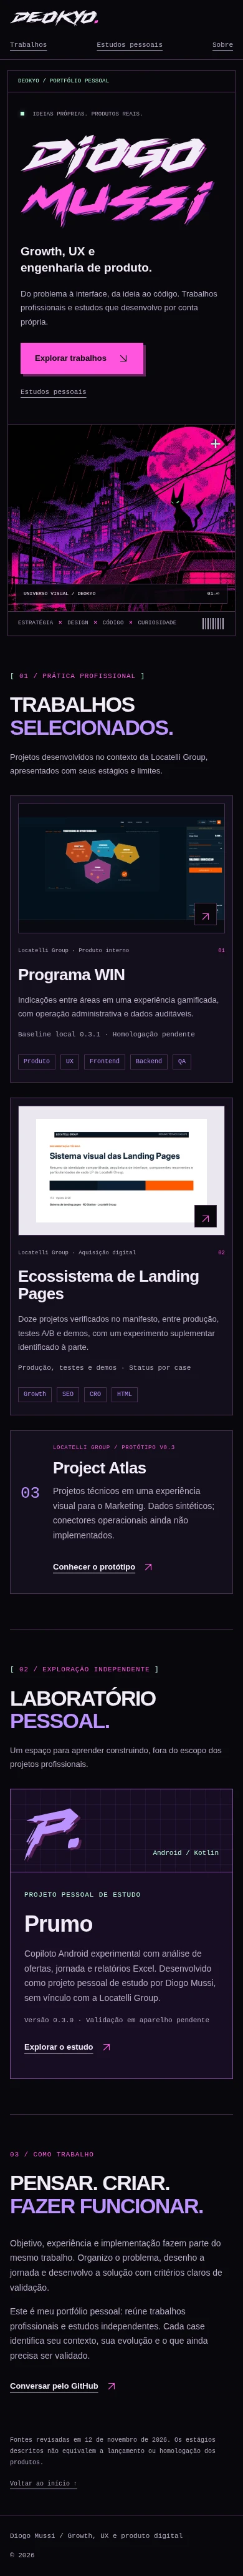 DEOKYO.
Trabalhos
Estudos pessoais
Sobre
DEOKYO / PORTFÓLIO PESSOAL
IDEIAS PRÓPRIAS. PRODUTOS REAIS.
DIOGO
MUSSI
Growth, UX e
engenharia de produto.
Do problema à interface, da ideia ao código. Trabalhos
profissionais e estudos que desenvolvo por conta
própria.
Explorar trabalhos
Estudos pessoais
UNIVERSO VISUAL / DEOKYO
ESTRATÉGIA × DESIGN × CÓDIGO × CURIOSIDADE
[ 01 / PRÁTICA PROFISSIONAL ]
TRABALHOS
SELECIONADOS.
Projetos desenvolvidos no contexto da Locatelli Group,
apresentados com seus estágios e limites.
Locatelli Group · Produto interno
01
Programa WIN
Indicações entre áreas em uma experiência gamificada,
com operação administrativa e dados auditáveis.
Baseline local 0.3.1 · Homologação pendente
Produto
UX
Frontend
Backend
QA
Sistema visual das Landing Pages
Locatelli Group · Aquisição digital
02
Ecossistema de Landing
Pages
Doze projetos verificados no manifesto, entre produção,
testes A/B e demos, com um experimento suplementar
identificado à parte.
Produção, testes e demos · Status por case
Growth
SEO
CRO
HTML
LOCATELLI GROUP / PROTÓTIPO V0.3
03
Project Atlas
Projetos técnicos em uma experiência
visual para o Marketing. Dados sintéticos;
conectores operacionais ainda não
implementados.
Conhecer o protótipo
[ 02 / EXPLORAÇÃO INDEPENDENTE ]
LABORATÓRIO
PESSOAL.
Um espaço para aprender construindo, fora do escopo dos
projetos profissionais.
P.
Android / Kotlin
PROJETO PESSOAL DE ESTUDO
Prumo
Copiloto Android experimental com análise de
ofertas, jornada e relatórios Excel. Desenvolvido
como projeto pessoal de estudo por Diogo Mussi,
sem vínculo com a Locatelli Group.
Versão 0.3.0 · Validação em aparelho pendente
Explorar o estudo
03 / COMO TRABALHO
PENSAR. CRIAR.
FAZER FUNCIONAR.
Objetivo, experiência e implementação fazem parte do
mesmo trabalho. Organizo o problema, desenho a
jornada e desenvolvo a solução com critérios claros de
validação.
Este é meu portfólio pessoal: reúne trabalhos
profissionais e estudos independentes. Cada case
identifica seu contexto, sua evolução e o que ainda
precisa ser validado.
Conversar pelo GitHub
Fontes revisadas em 12 de novembro de 2026. Os estágios
descritos não equivalem a lançamento ou homologação dos
produtos.
Voltar ao início ↑
Diogo Mussi / Growth, UX e produto digital
© 2026